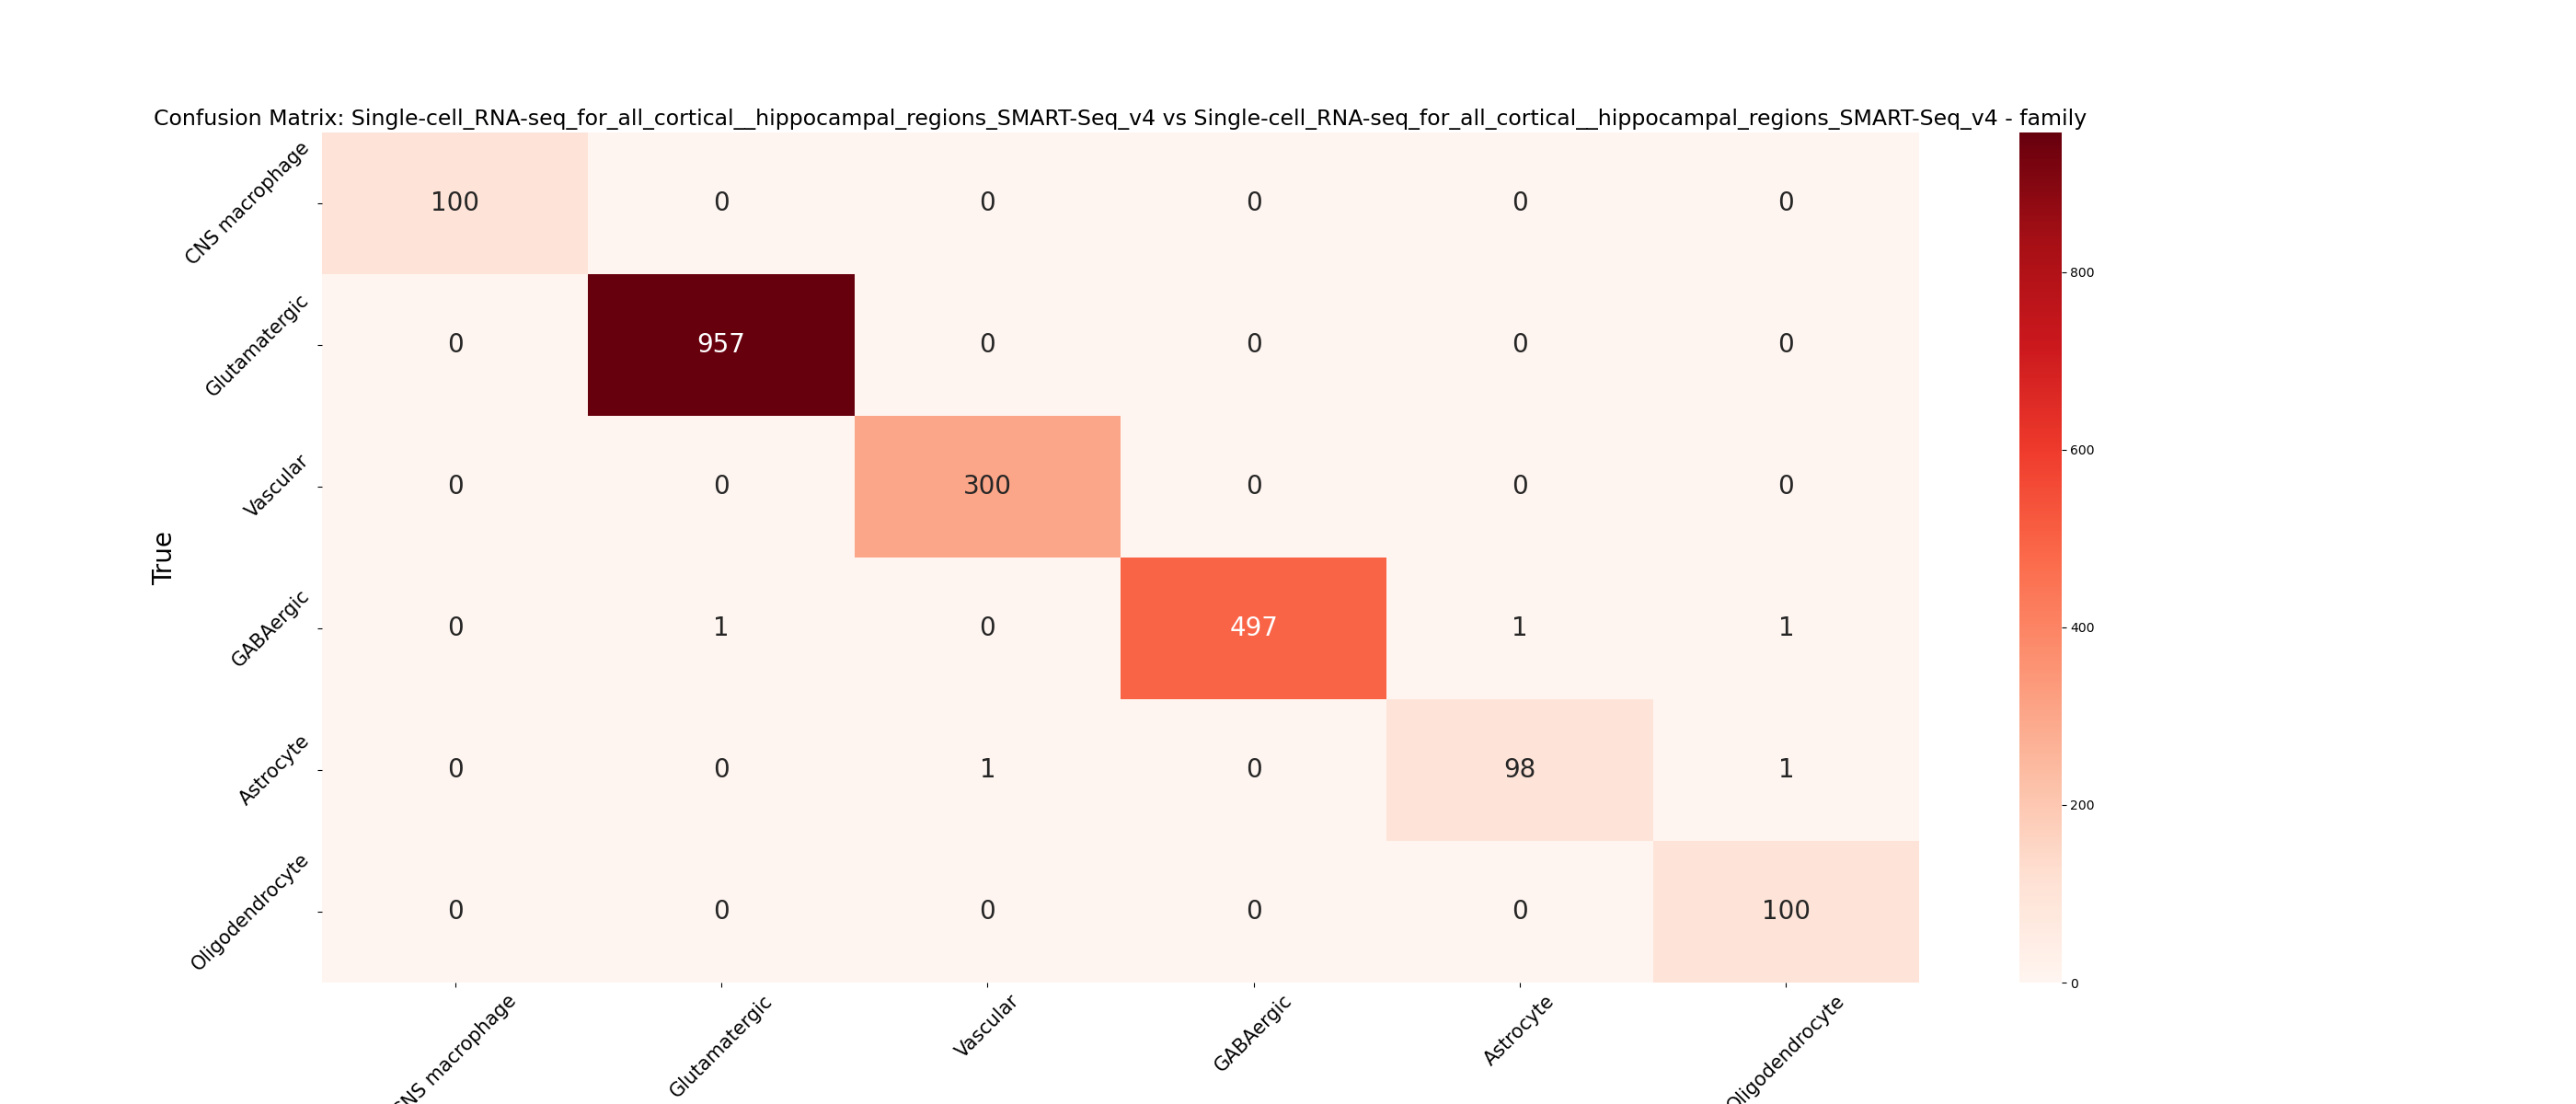 Confusion Matrix: Single-cell_RNA-seq_for_all_cortical__hippocampal_regions_SMART-Seq_v4 vs Single-cell_RNA-seq_for_all_cortical__hippocampal_regions_SMART-Seq_v4 - family
True
CNS macrophage 100 0 0 0 0 0
Glutamatergic 0 957 0 0 0 0
Vascular 0 0 300 0 0 0
GABAergic 0 1 0 497 1 1
Astrocyte 0 0 1 0 98 1
Oligodendrocyte 0 0 0 0 0 100
CNS macrophage Glutamatergic Vascular GABAergic Astrocyte Oligodendrocyte
800
600
400
200
0